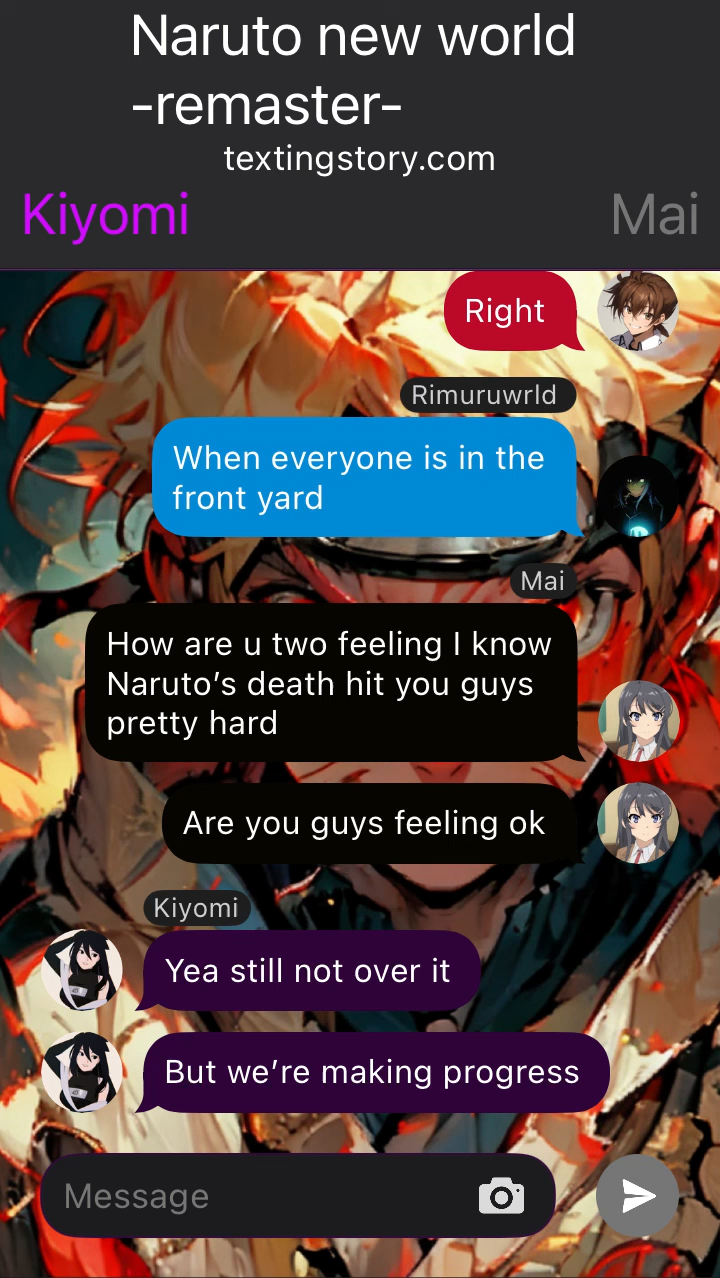 Naruto new world
-remaster-
textingstory.com
Kiyomi
Mai
Right
Rimuruwrld
When everyone is in the
front yard
Mai
How are u two feeling I know
Naruto’s death hit you guys
pretty hard
Are you guys feeling ok
Kiyomi
Yea still not over it
But we’re making progress
Message